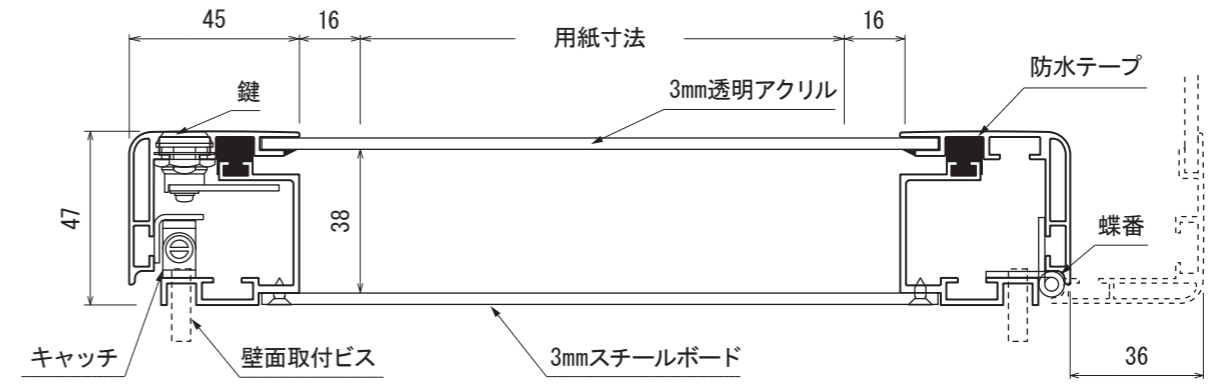 45
16
用紙寸法
16
鍵
3mm透明アクリル
防水テープ
47
38
蝶番
キャッチ
壁面取付ビス
3mmスチールボード
36